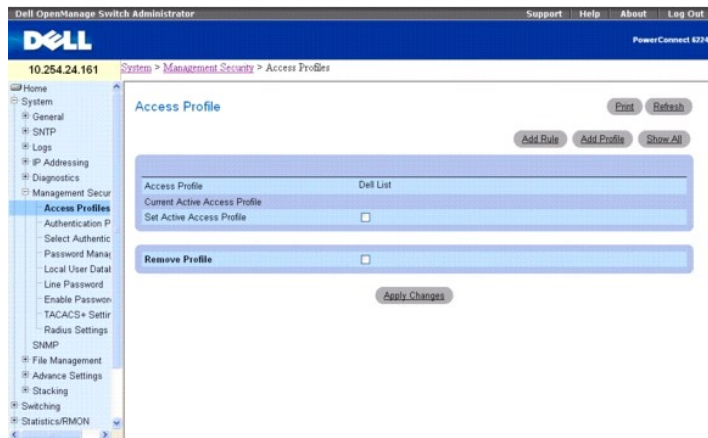 Dell OpenManage Switch Administrator Support Help About Log Out
DELL
PowerConnect 6224
10.254.24.161
System > Management Security > Access Profiles
Home
System
General
SNTP
Logs
IP Addressing
Diagnostics
Management Secur
Access Profiles
Authentication P
Select Authentic
Password Manag
Local User Datal
Line Password
Enable Passwor
TACACS+ Settir
Radius Settings
SNMP
File Management
Advance Settings
Stacking
Switching
Statistics/RMON
Access Profile
Print Refresh
Add Rule Add Profile Show All
Access Profile Dell List
Current Active Access Profile
Set Active Access Profile
Remove Profile
Apply Changes